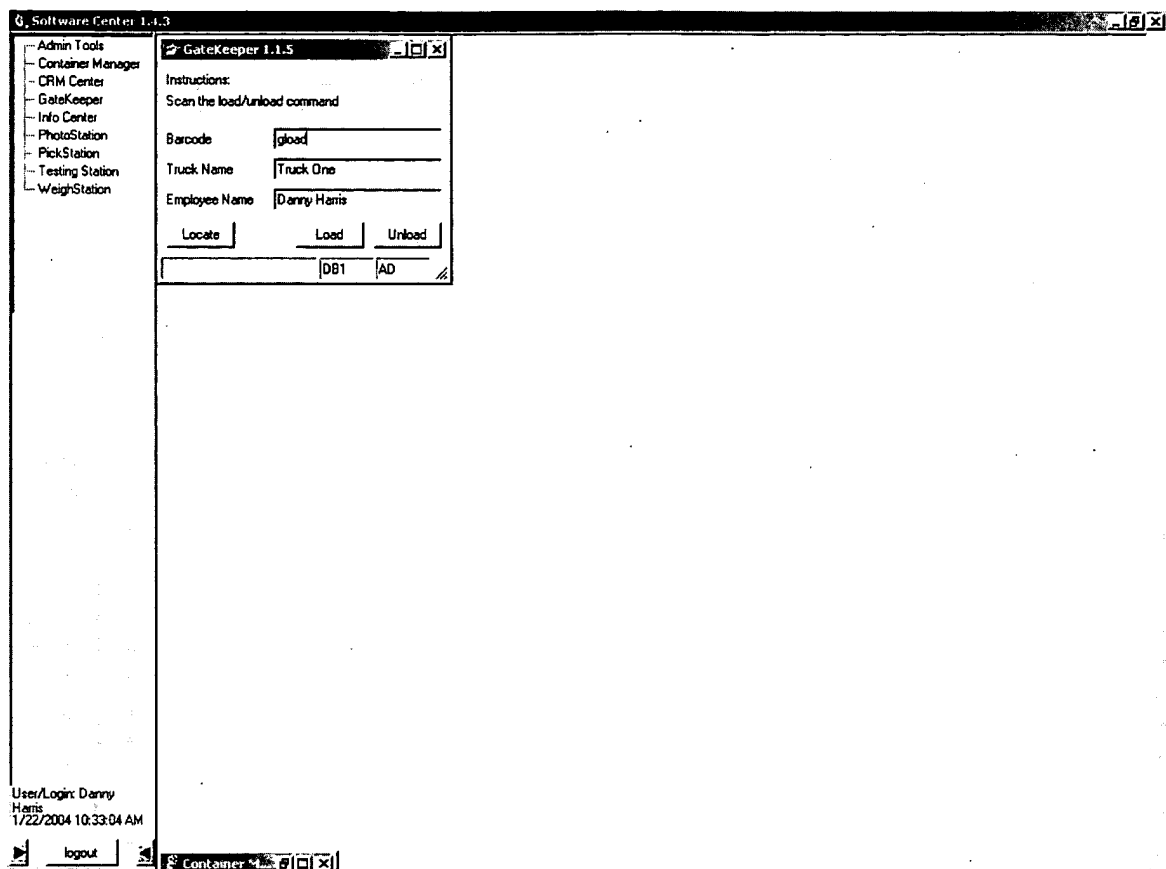 Software Center 1.4.3
Admin Tools
Container Manager
CRM Center
GateKeeper
Info Center
PhotoStation
PickStation
Testing Station
WeighStation
GateKeeper 1.1.5
Instructions:
Scan the load/unload command
Barcode gload
Truck Name Truck One
Employee Name Danny Harris
Locate Load Unload
DB1 AD
User/Login: Danny
Harris
1/22/2004 10:33:04 AM
logout
Container M...